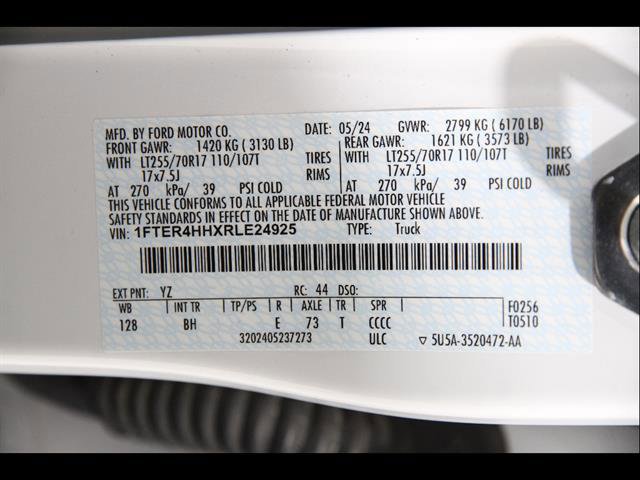 MFD. BY FORD MOTOR CO. DATE: 05/24 GVWR: 2799 KG ( 6170 LB)
FRONT GAWR: 1420 KG ( 3130 LB) REAR GAWR: 1621 KG ( 3573 LB)
WITH LT255/70R17 110/107T TIRES WITH LT255/70R17 110/107T TIRES
17x7.5J RIMS 17x7.5J RIMS
AT 270 kPa/ 39 PSI COLD AT 270 kPa/ 39 PSI COLD
THIS VEHICLE CONFORMS TO ALL APPLICABLE FEDERAL MOTOR VEHICLE
SAFETY STANDARDS IN EFFECT ON THE DATE OF MANUFACTURE SHOWN ABOVE.
VIN: 1FTER4HHXRLE24925 TYPE: Truck
EXT PNT: YZ RC: 44 DSO:
WB INT TR TP/PS R AXLE TR SPR F0256
128 BH E 73 T CCCC T0510
3202405237273 ULC ▽ 5U5A-3520472-AA